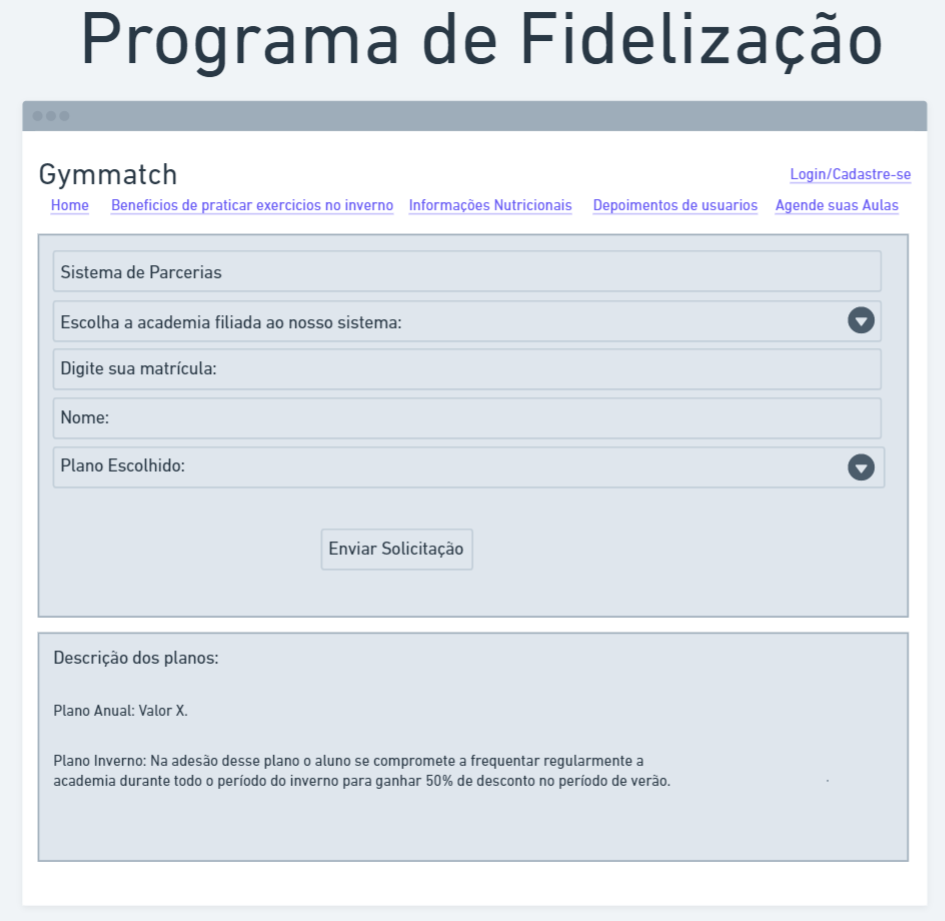 Programa de Fidelização
Gymmatch
Login/Cadastre-se
Home Beneficios de praticar exercicios no inverno Informações Nutricionais Depoimentos de usuarios Agende suas Aulas
Sistema de Parcerias
Escolha a academia filiada ao nosso sistema:
Digite sua matrícula:
Nome:
Plano Escolhido:
Enviar Solicitação
Descrição dos planos:
Plano Anual: Valor X.
Plano Inverno: Na adesão desse plano o aluno se compromete a frequentar regularmente a
academia durante todo o período do inverno para ganhar 50% de desconto no período de verão.